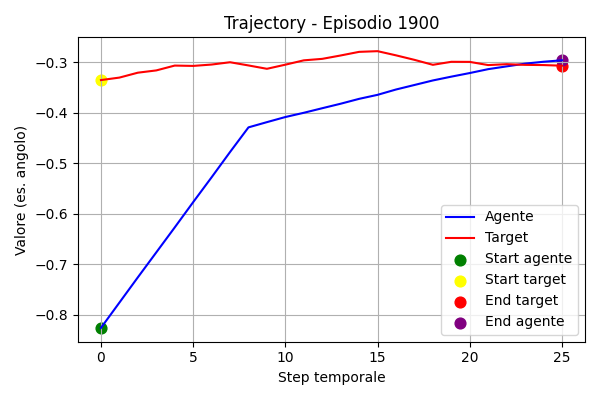 Trajectory - Episodio 1900
Valore (es. angolo)
−0.3
−0.4
−0.5
−0.6
−0.7
−0.8
0
5
10
15
20
25
Step temporale
Agente
Target
Start agente
Start target
End target
End agente